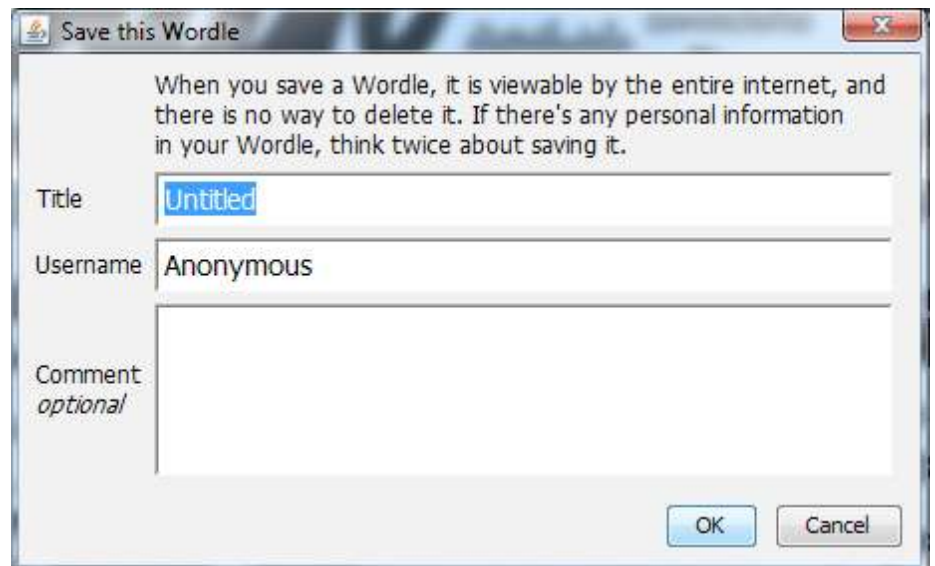 Save this Wordle
When you save a Wordle, it is viewable by the entire internet, and
there is no way to delete it. If there's any personal information
in your Wordle, think twice about saving it.
Title
Untitled
Username
Anonymous
Comment
optional
OK
Cancel